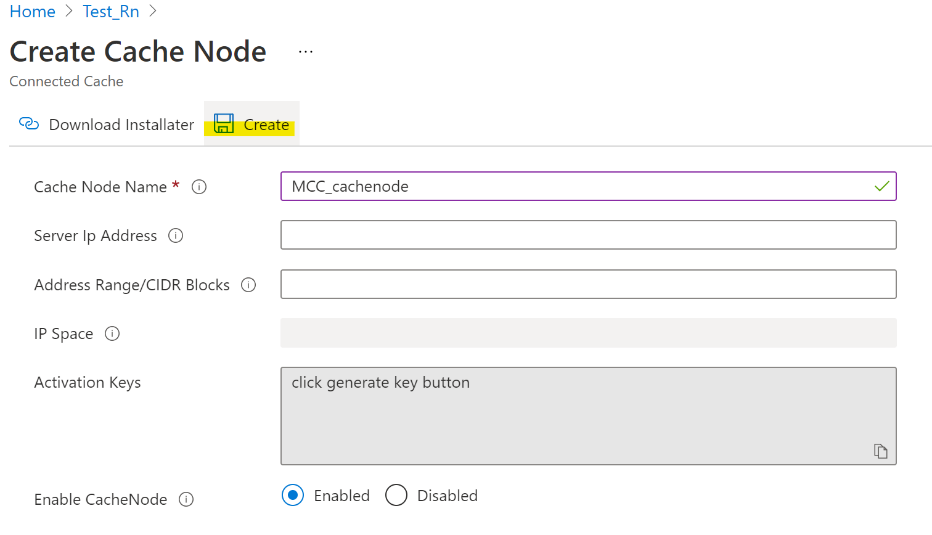 Home > Test_Rn >
Create Cache Node ...
Connected Cache
Download Installater Create
Cache Node Name * MCC_cachenode
Server Ip Address
Address Range/CIDR Blocks
IP Space
Activation Keys click generate key button
Enable CacheNode Enabled Disabled